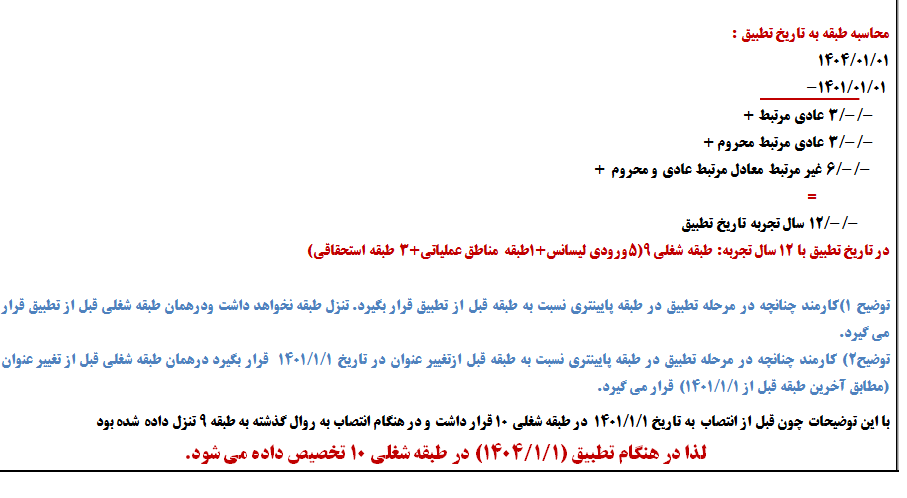 محاسبه طبقه به تاریخ تطبیق :
۱۴۰۴/۰۱/۰۱
۱۴۰۱/۰۱/۰۱−
−/−/۳ عادی مرتبط +
−/−/۳ عادی مرتبط محروم +
−/−/۶ غیر مرتبط معادل مرتبط عادی و محروم +
=
−/−/۱۲ سال تجربه تاریخ تطبیق
در تاریخ تطبیق با ۱۲ سال تجربه: طبقه شغلی ۹(۵ورودی لیسانس+۱طبقه مناطق عملیاتی+۳ طبقه استحقاقی)
توضیح ۱)کارمند چنانچه در مرحله تطبیق در طبقه پایینتری نسبت به طبقه قبل از تطبیق قرار بگیرد. تنزل طبقه نخواهد داشت ودرهمان طبقه شغلی قبل از تطبیق قرار
می گیرد.
توضیح۲) کارمند چنانچه در مرحله تطبیق در طبقه پایینتری نسبت به طبقه قبل ازتغییر عنوان در تاریخ ۱۴۰۱/۱/۱ قرار بگیرد درهمان طبقه شغلی قبل از تغییر عنوان
(مطابق آخرین طبقه قبل از ۱۴۰۱/۱/۱) قرار می گیرد.
با این توضیحات چون قبل از انتصاب به تاریخ ۱۴۰۱/۱/۱ در طبقه شغلی ۱۰ قرار داشت و در هنگام انتصاب به روال گذشته به طبقه ۹ تنزل داده شده بود
لذا در هنگام تطبیق (۱۴۰۴/۱/۱) در طبقه شغلی ۱۰ تخصیص داده می شود.